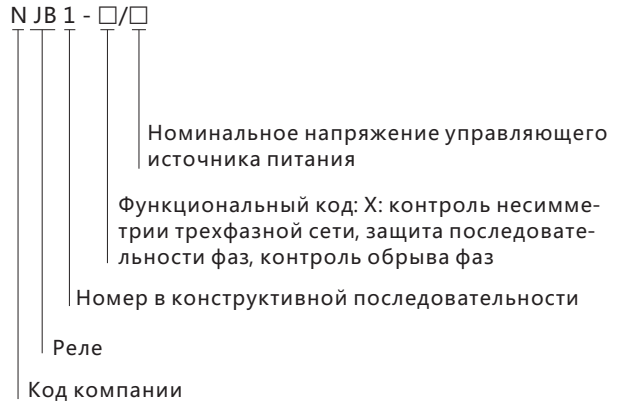 N JB 1 - □/□
Номинальное напряжение управляющего
источника питания
Функциональный код: X: контроль несимме-
трии трехфазной сети, защита последовате-
льности фаз, контроль обрыва фаз
Номер в конструктивной последовательности
Реле
Код компании